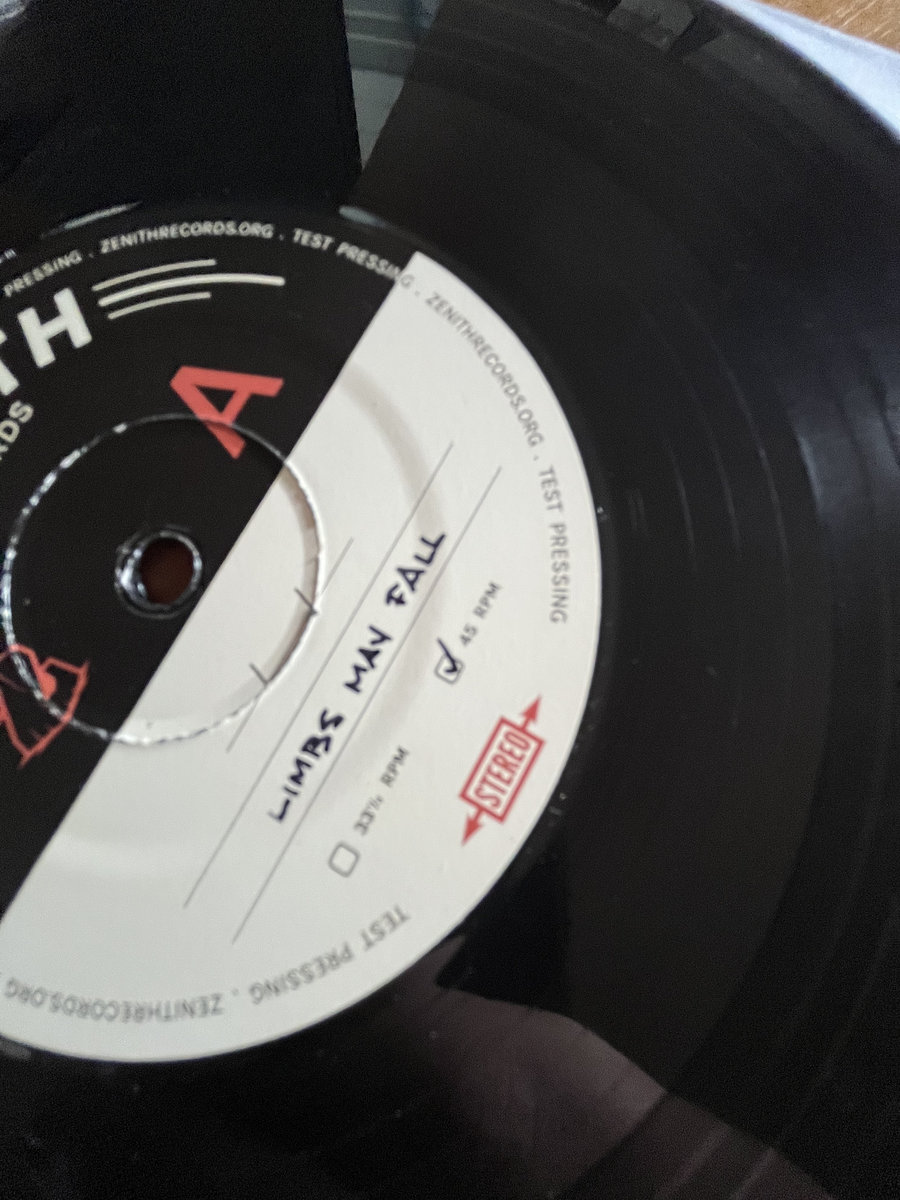 PRESSING . ZENITHRECORDS.ORG . TEST PRESSING . ZENITHRECORDS.ORG . TEST PRESSING
TH
RDS
A
LIMBS MAY FALL
33⅓ RPM
45 RPM
STEREO
TEST PRESSING . ZENITHRECORDS.ORG